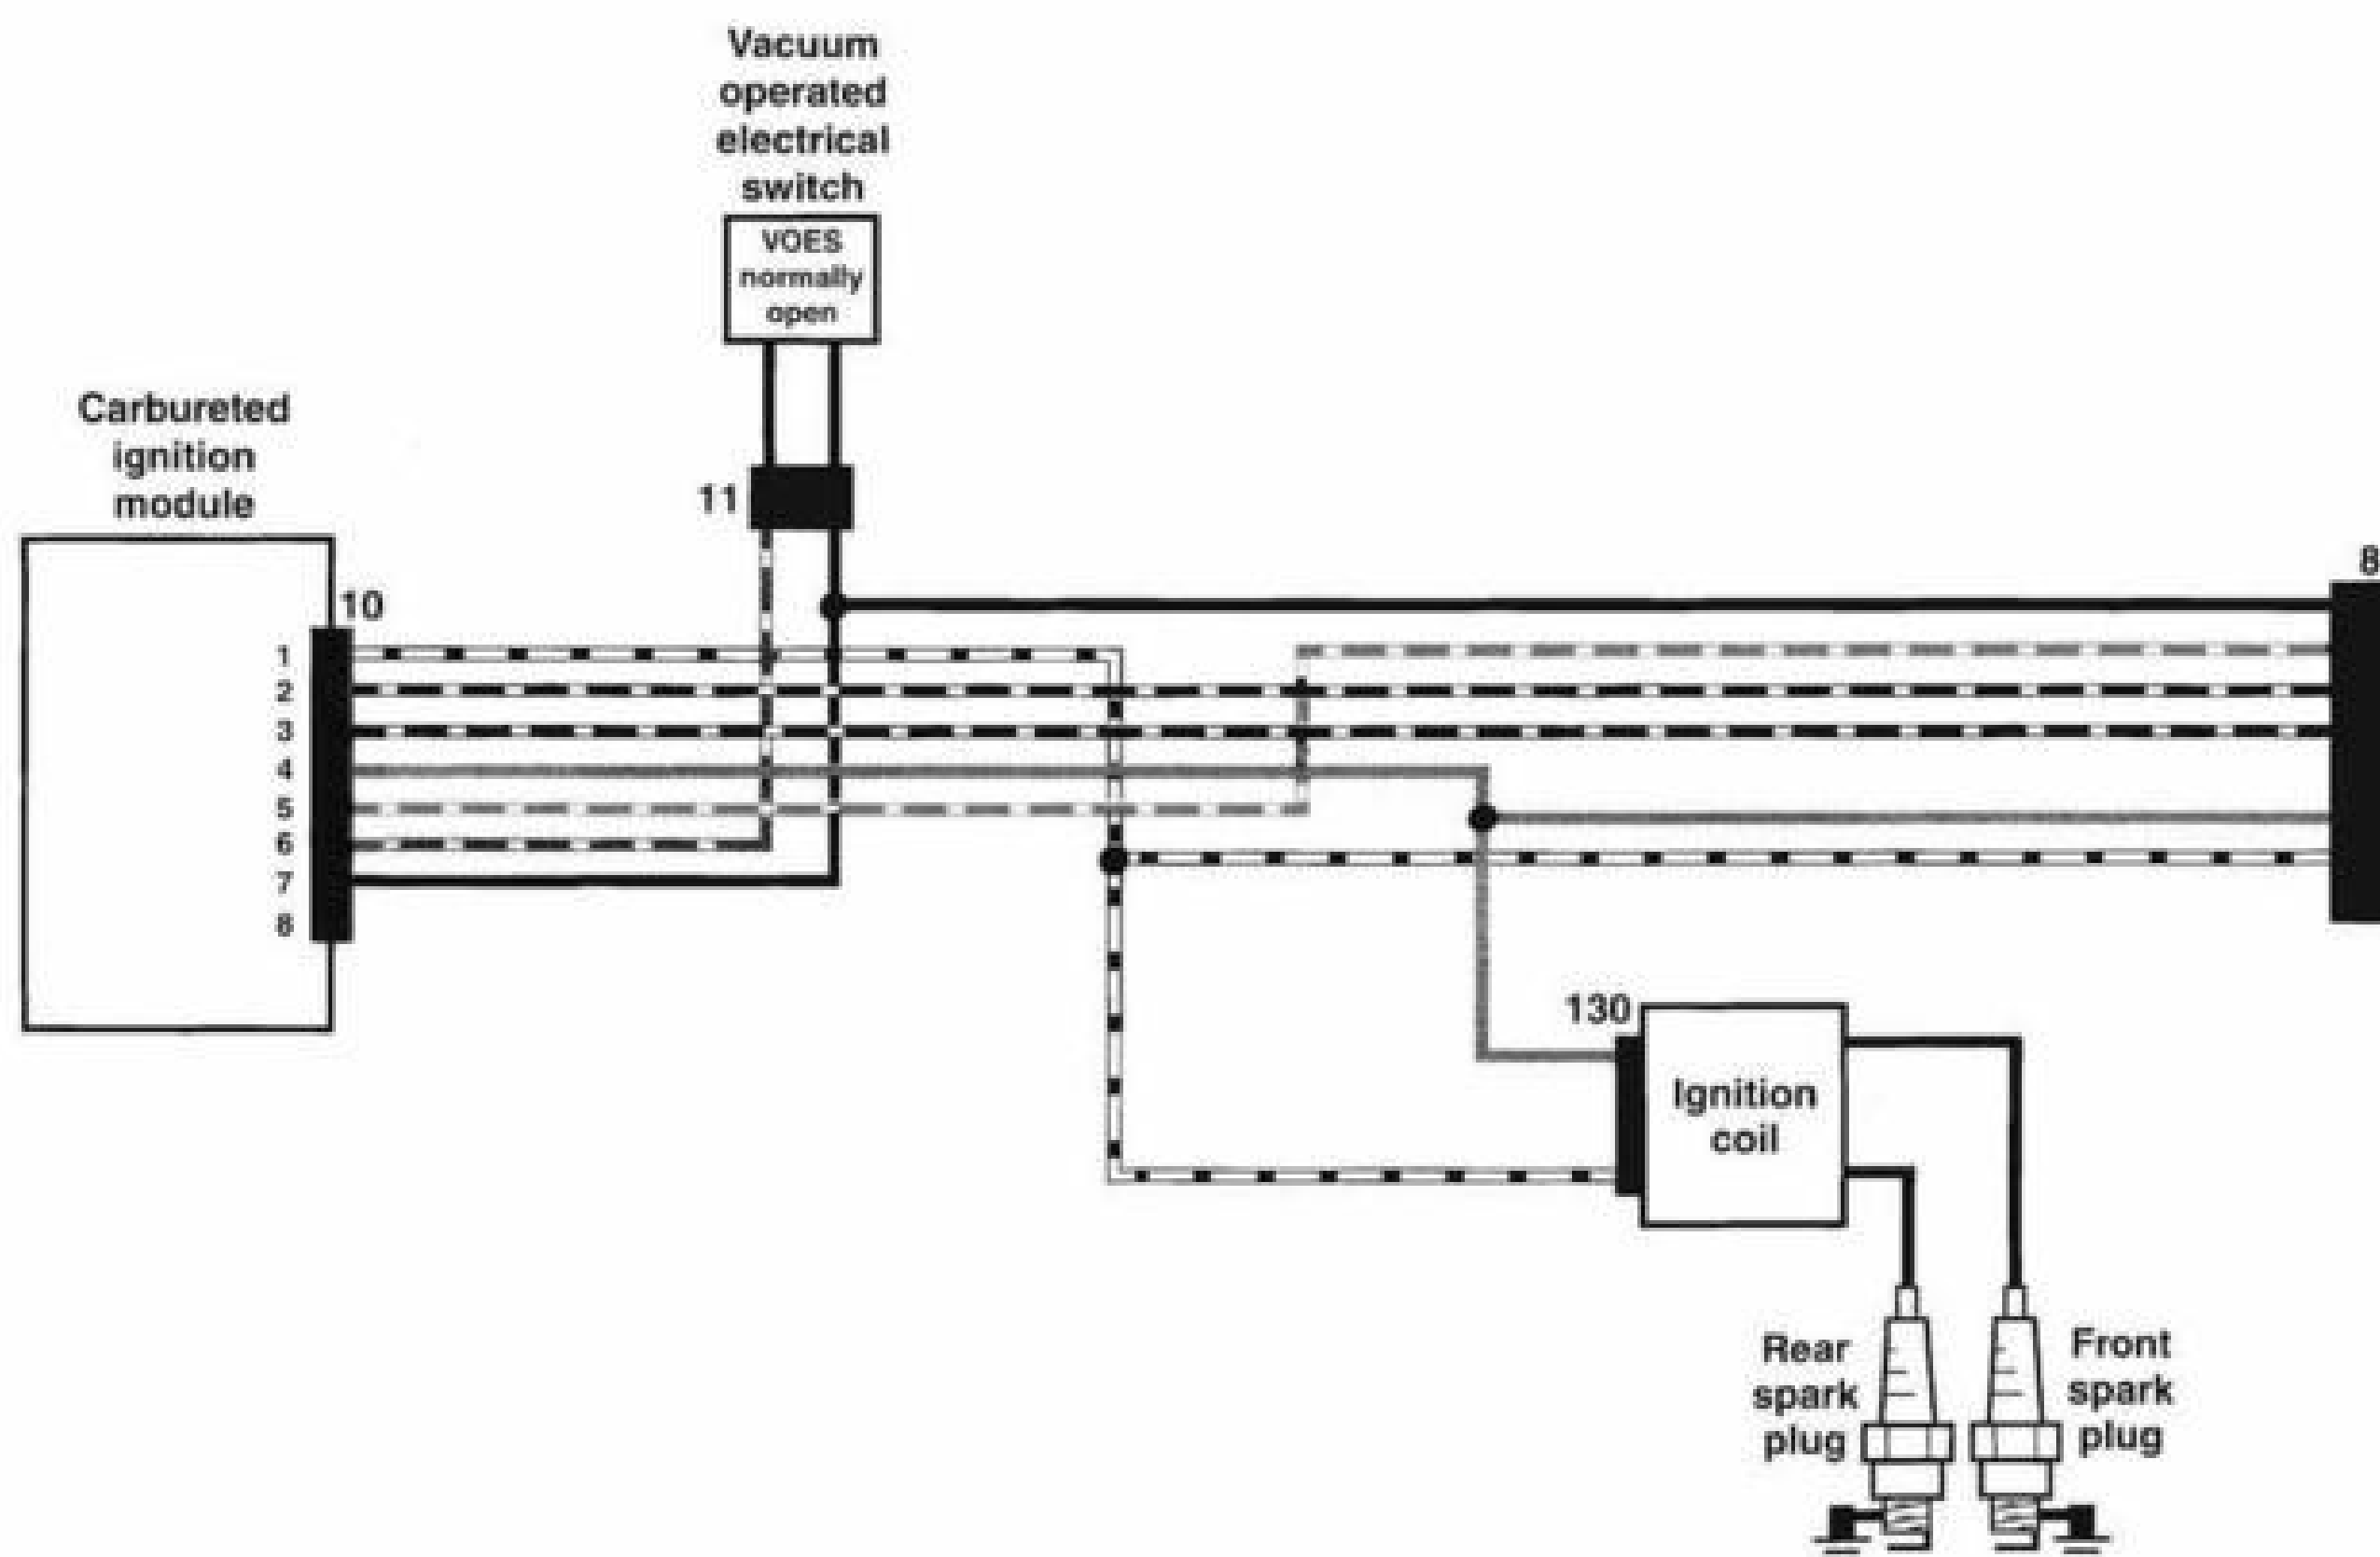 Vacuum
operated
electrical
switch
VOES
normally
open
Carbureted
ignition
module
11
8
10
1
2
3
4
5
6
7
8
130
Ignition
coil
Rear
spark
plug
Front
spark
plug